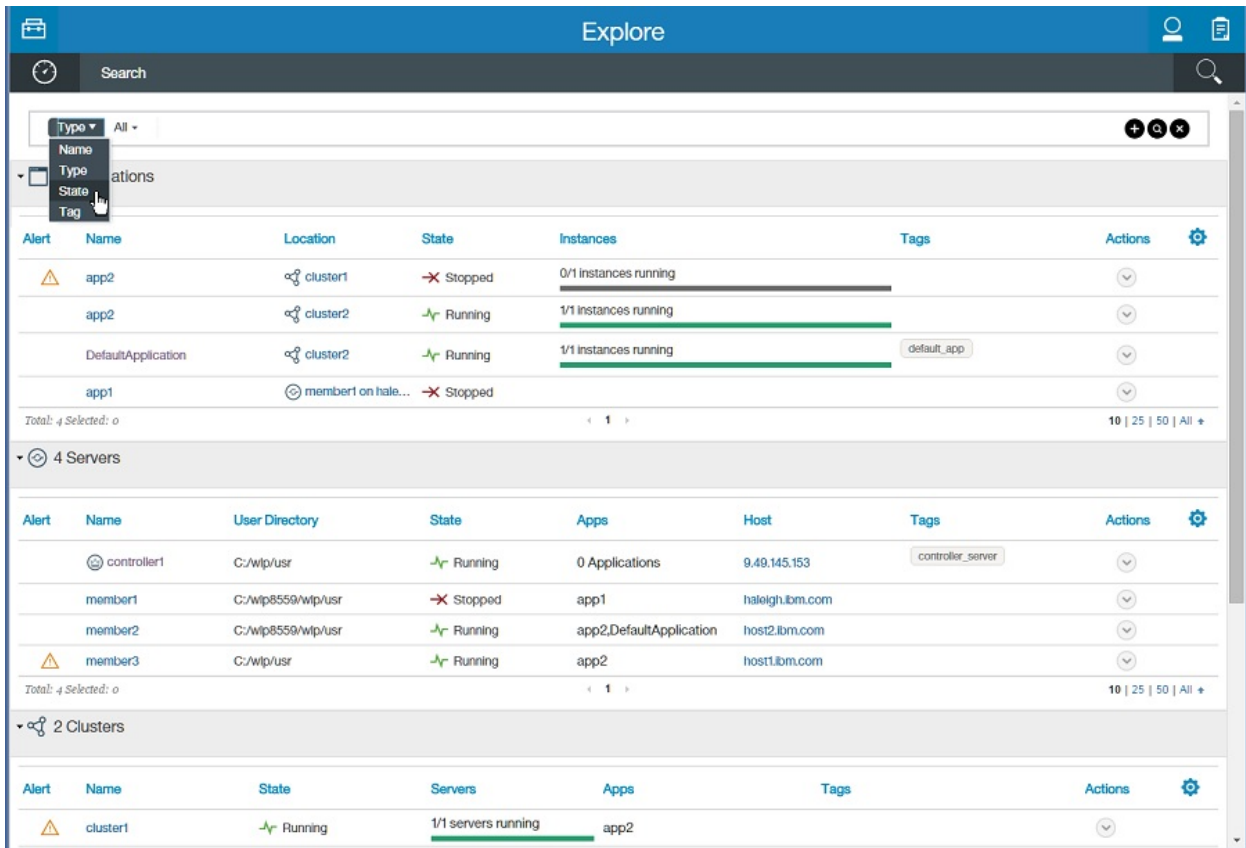 Explore
Search
Type ▾ All ▾
Name
Type
State
Tag
ations
Alert Name Location State Instances Tags Actions
app2 cluster1 Stopped 0/1 instances running
app2 cluster2 Running 1/1 instances running
DefaultApplication cluster2 Running 1/1 instances running default_app
app1 member1 on hale... Stopped
Total: 4 Selected: 0 1 10 | 25 | 50 | All
4 Servers
Alert Name User Directory State Apps Host Tags Actions
controller1 C:/wlp/usr Running 0 Applications 9.49.145.153 controller_server
member1 C:/wlp8559/wlp/usr Stopped app1 haleigh.ibm.com
member2 C:/wlp8559/wlp/usr Running app2,DefaultApplication host2.ibm.com
member3 C:/wlp/usr Running app2 host1.ibm.com
Total: 4 Selected: 0 1 10 | 25 | 50 | All
2 Clusters
Alert Name State Servers Apps Tags Actions
cluster1 Running 1/1 servers running app2